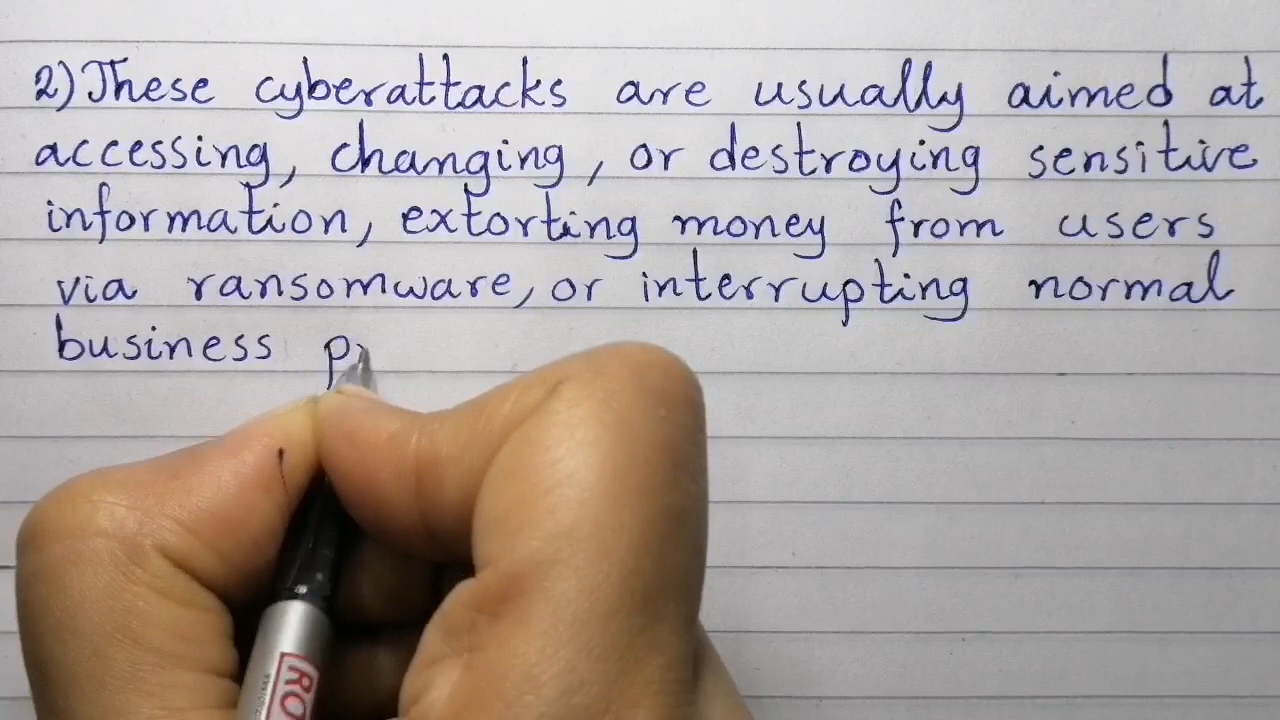 2) These cyberattacks are usually aimed at
accessing, changing, or destroying sensitive
information, extorting money from users
via ransomware, or interrupting normal
business p
RO